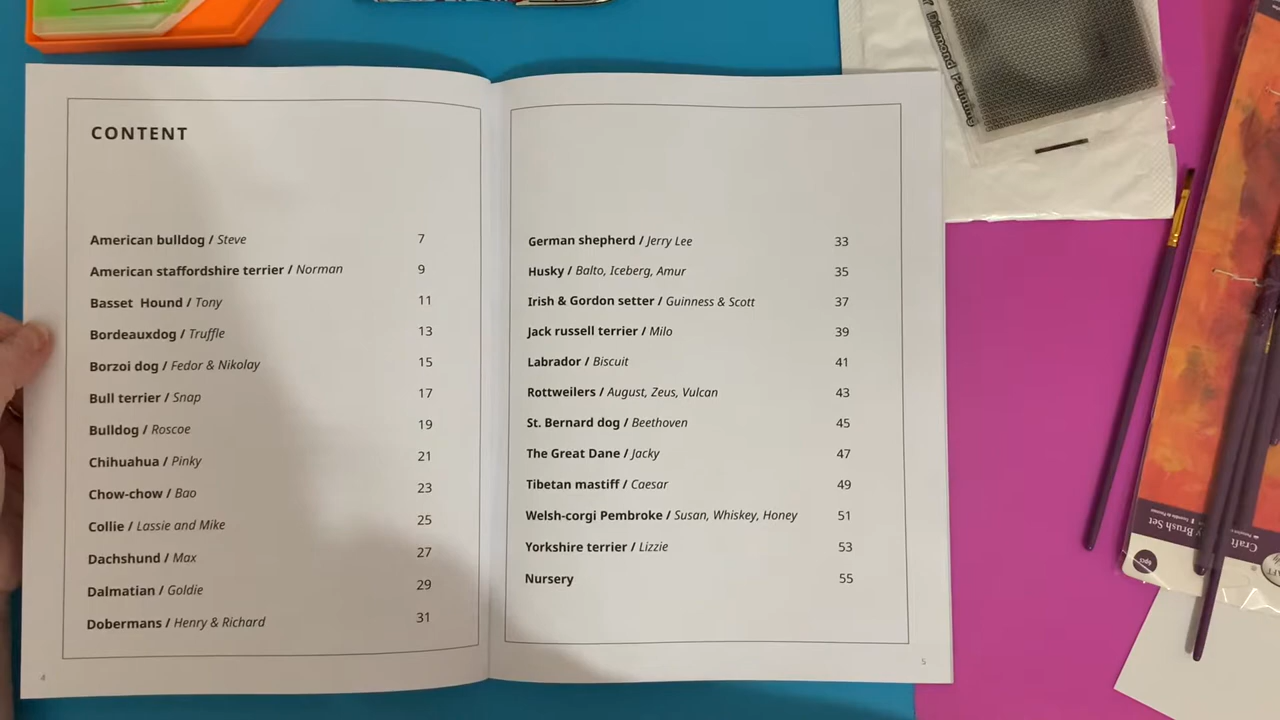 CONTENT
American bulldog / Steve 7
American staffordshire terrier / Norman 9
Basset Hound / Tony 11
Bordeauxdog / Truffle 13
Borzoi dog / Fedor & Nikolay 15
Bull terrier / Snap 17
Bulldog / Roscoe 19
Chihuahua / Pinky 21
Chow-chow / Bao 23
Collie / Lassie and Mike 25
Dachshund / Max 27
Dalmatian / Goldie 29
Dobermans / Henry & Richard 31
4
German shepherd / Jerry Lee 33
Husky / Balto, Iceberg, Amur 35
Irish & Gordon setter / Guinness & Scott 37
Jack russell terrier / Milo 39
Labrador / Biscuit 41
Rottweilers / August, Zeus, Vulcan 43
St. Bernard dog / Beethoven 45
The Great Dane / Jacky 47
Tibetan mastiff / Caesar 49
Welsh-corgi Pembroke / Susan, Whiskey, Honey 51
Yorkshire terrier / Lizzie 53
Nursery 55
5
Diamond Painting
Brush Set
Craft